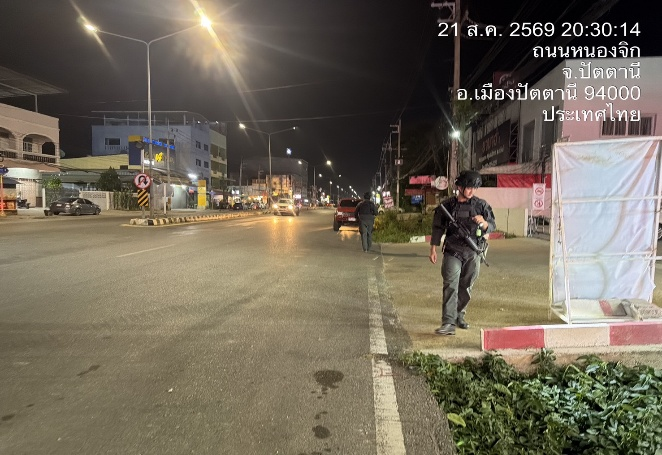 21 ส.ค. 2569 20:30:14
ถนนหนองจิก
จ.ปัตตานี
อ.เมืองปัตตานี 94000
ประเทศไทย